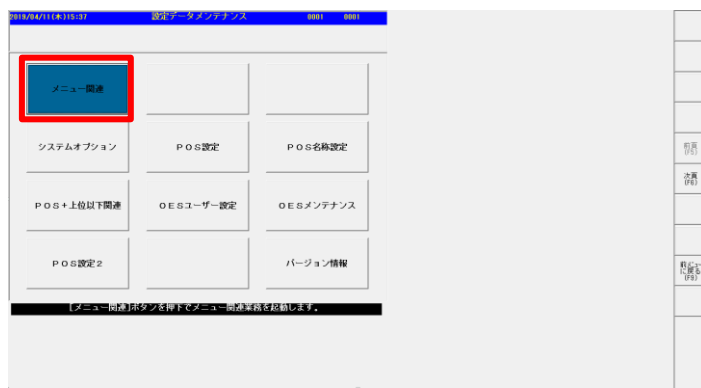 2019/04/11(木)15:37 設定データメンテナンス 0001 0001
メニュー関連
システムオプション POS設定 POS名称設定
前頁
(F5)
次頁
(F6)
POS+上位以下関連 OESユーザー設定 OESメンテナンス
POS設定2 バージョン情報
に戻る
(F9)
[メニュー関連]ボタンを押下でメニュー関連業務を起動します。